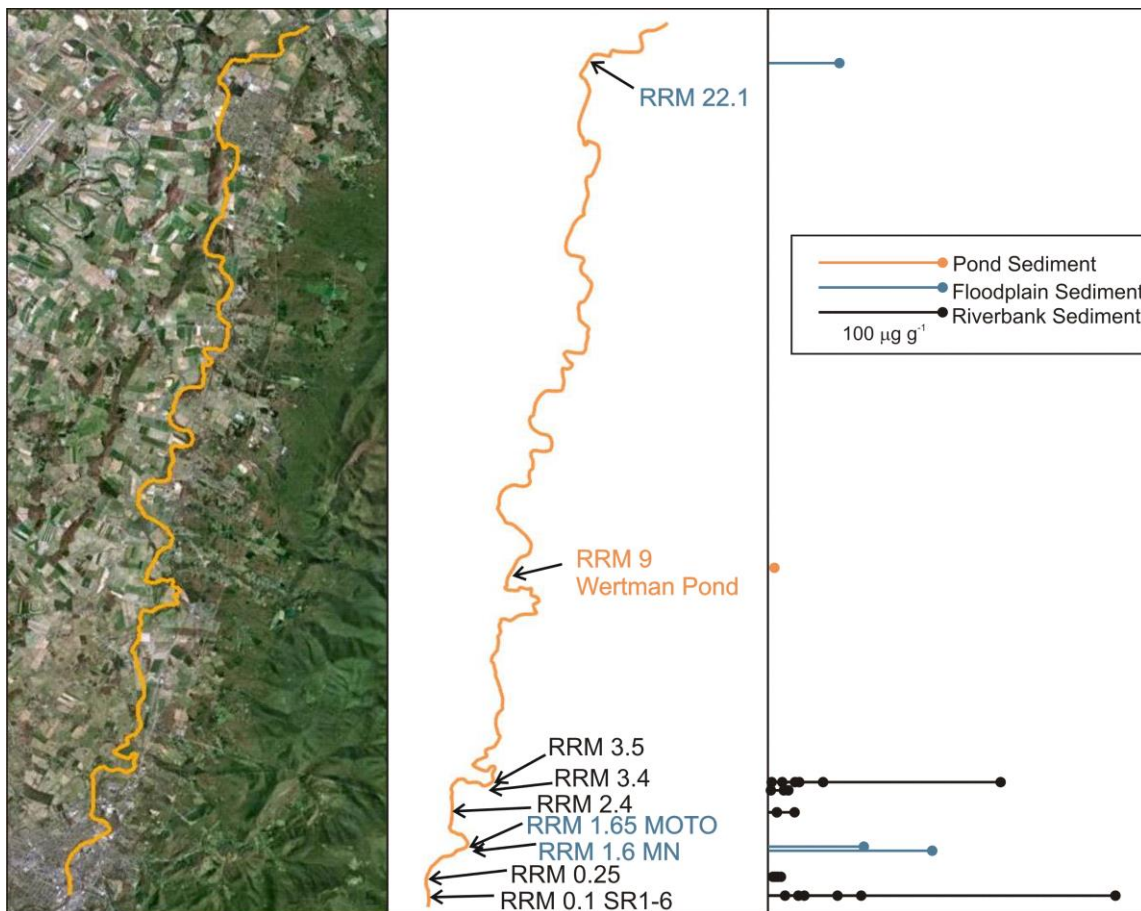 RRM 22.1
Pond Sediment
Floodplain Sediment
Riverbank Sediment
100 µg g⁻¹
RRM 9
Wertman Pond
RRM 3.5
RRM 3.4
RRM 2.4
RRM 1.65 MOTO
RRM 1.6 MN
RRM 0.25
RRM 0.1 SR1-6